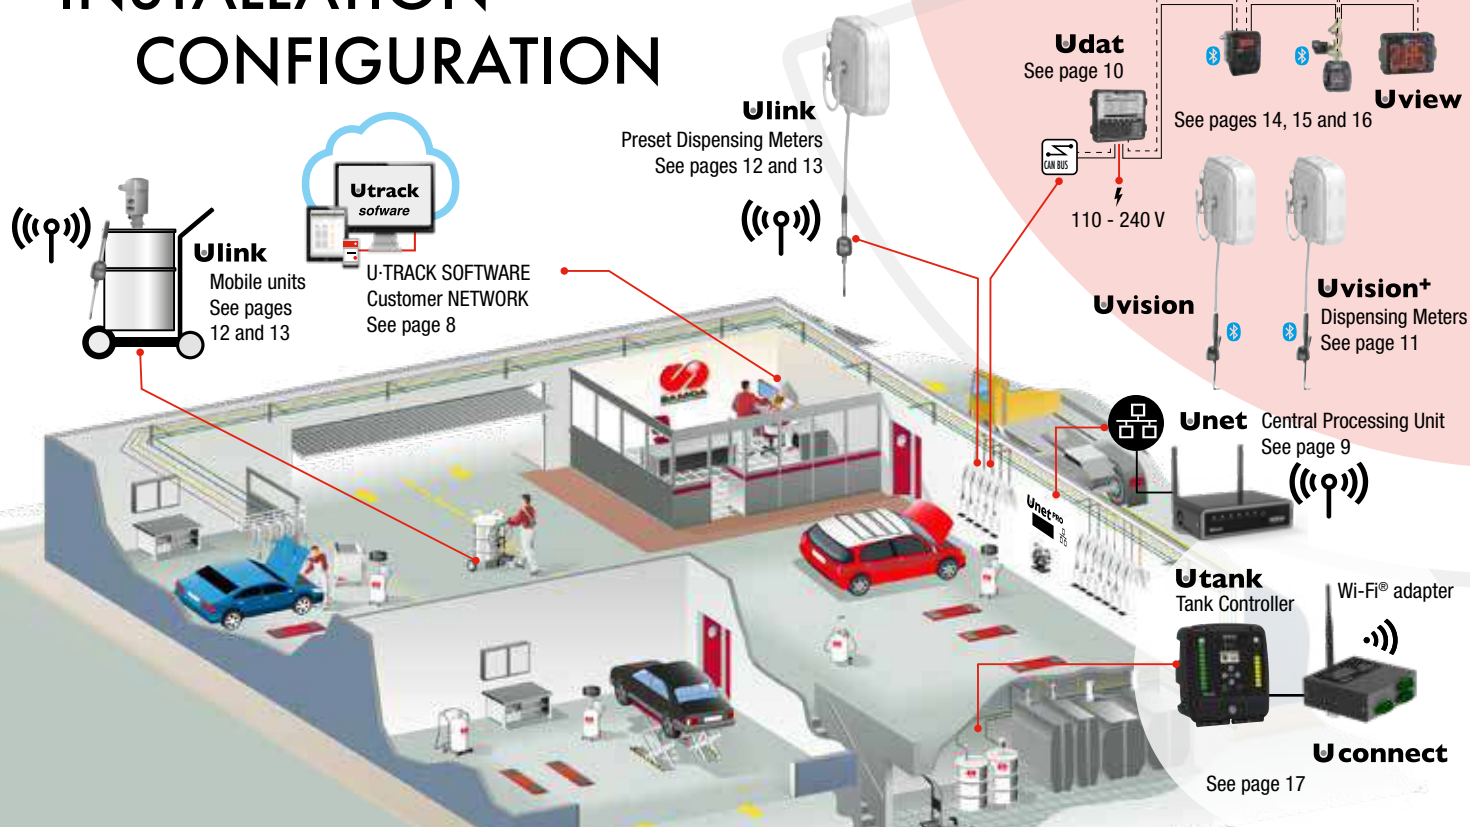 INSTALLATION
CONFIGURATION
Ulink
Preset Dispensing Meters
See pages 12 and 13
Udat
See page 10
CAN BUS
110 - 240 V
Uview
See pages 14, 15 and 16
Utrack
sofware
U·TRACK SOFTWARE
Customer NETWORK
See page 8
Ulink
Mobile units
See pages
12 and 13
Uvision
Uvision+
Dispensing Meters
See page 11
SAMOA
Unet
Central Processing Unit
See page 9
Unet PRO
Utank
Tank Controller
Wi-Fi® adapter
Uconnect
See page 17